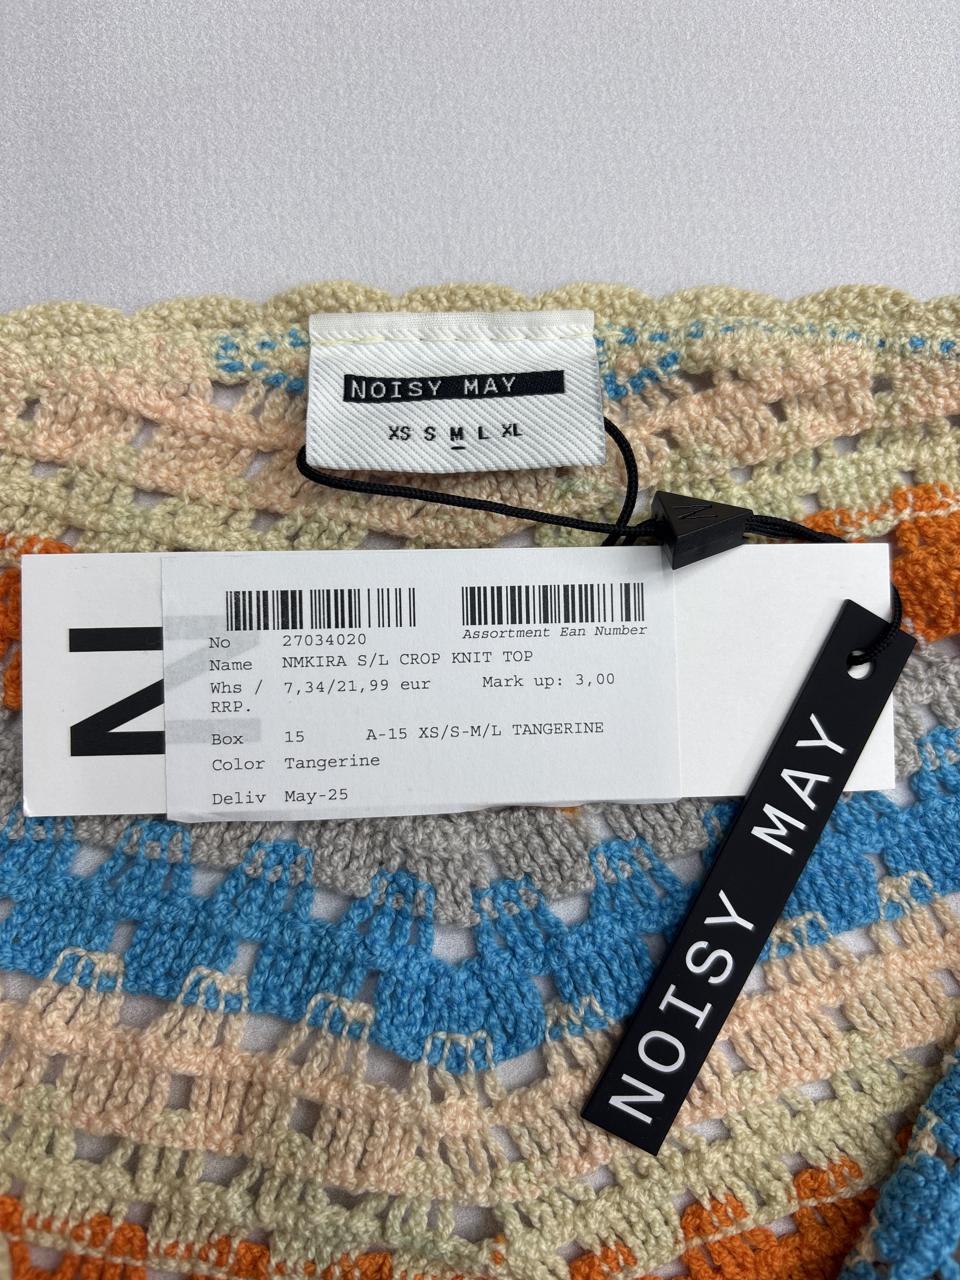 NOISY MAY
XS S M L XL
N
N
N
Assortment Ean Number
No 27034020
Name NMKIRA S/L CROP KNIT TOP
Whs / 7,34/21,99 eur Mark up: 3,00
RRP.
Box 15 A-15 XS/S-M/L TANGERINE
Color Tangerine
Deliv May-25
NOISY MAY